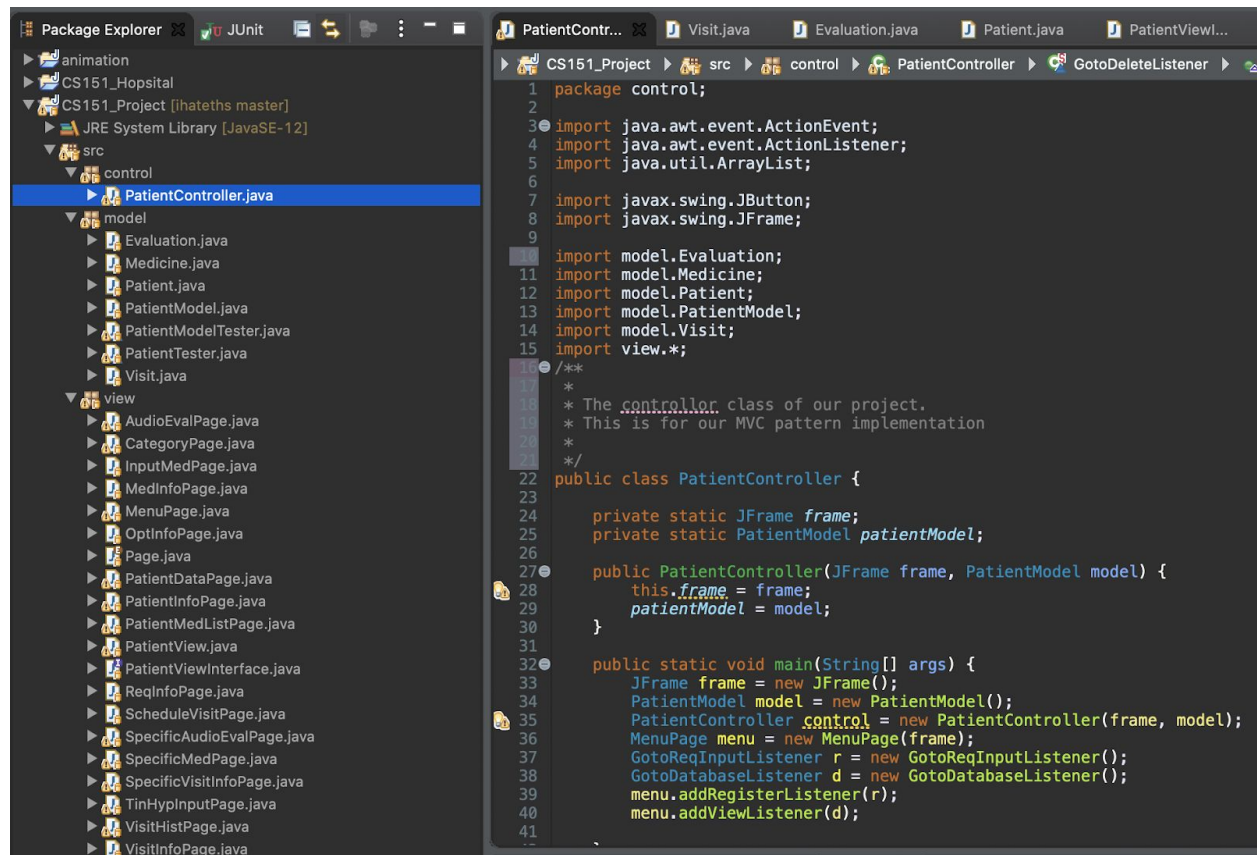 Package Explorer
JUnit
animation
CS151_Hopsital
CS151_Project [ihateths master]
JRE System Library [JavaSE-12]
src
control
PatientController.java
model
Evaluation.java
Medicine.java
Patient.java
PatientModel.java
PatientModelTester.java
PatientTester.java
Visit.java
view
AudioEvalPage.java
CategoryPage.java
InputMedPage.java
MedInfoPage.java
MenuPage.java
OptInfoPage.java
Page.java
PatientDataPage.java
PatientInfoPage.java
PatientMedListPage.java
PatientView.java
PatientViewInterface.java
ReqInfoPage.java
ScheduleVisitPage.java
SpecificAudioEvalPage.java
SpecificMedPage.java
SpecificVisitInfoPage.java
TinHypInputPage.java
VisitHistPage.java
VisitInfoPage.java
PatientContr... Visit.java Evaluation.java Patient.java PatientViewI...
CS151_Project src control PatientController GotoDeleteListener
1 package control;
2
3 import java.awt.event.ActionEvent;
4 import java.awt.event.ActionListener;
5 import java.util.ArrayList;
6
7 import javax.swing.JButton;
8 import javax.swing.JFrame;
9
10 import model.Evaluation;
11 import model.Medicine;
12 import model.Patient;
13 import model.PatientModel;
14 import model.Visit;
15 import view.*;
16 /**
17 *
18 * The controllor class of our project.
19 * This is for our MVC pattern implementation
20 *
21 */
22 public class PatientController {
23
24 private static JFrame frame;
25 private static PatientModel patientModel;
26
27 public PatientController(JFrame frame, PatientModel model) {
28 this.frame = frame;
29 patientModel = model;
30 }
31
32 public static void main(String[] args) {
33 JFrame frame = new JFrame();
34 PatientModel model = new PatientModel();
35 PatientController control = new PatientController(frame, model);
36 MenuPage menu = new MenuPage(frame);
37 GotoReqInputListener r = new GotoReqInputListener();
38 GotoDatabaseListener d = new GotoDatabaseListener();
39 menu.addRegisterListener(r);
40 menu.addViewListener(d);
41